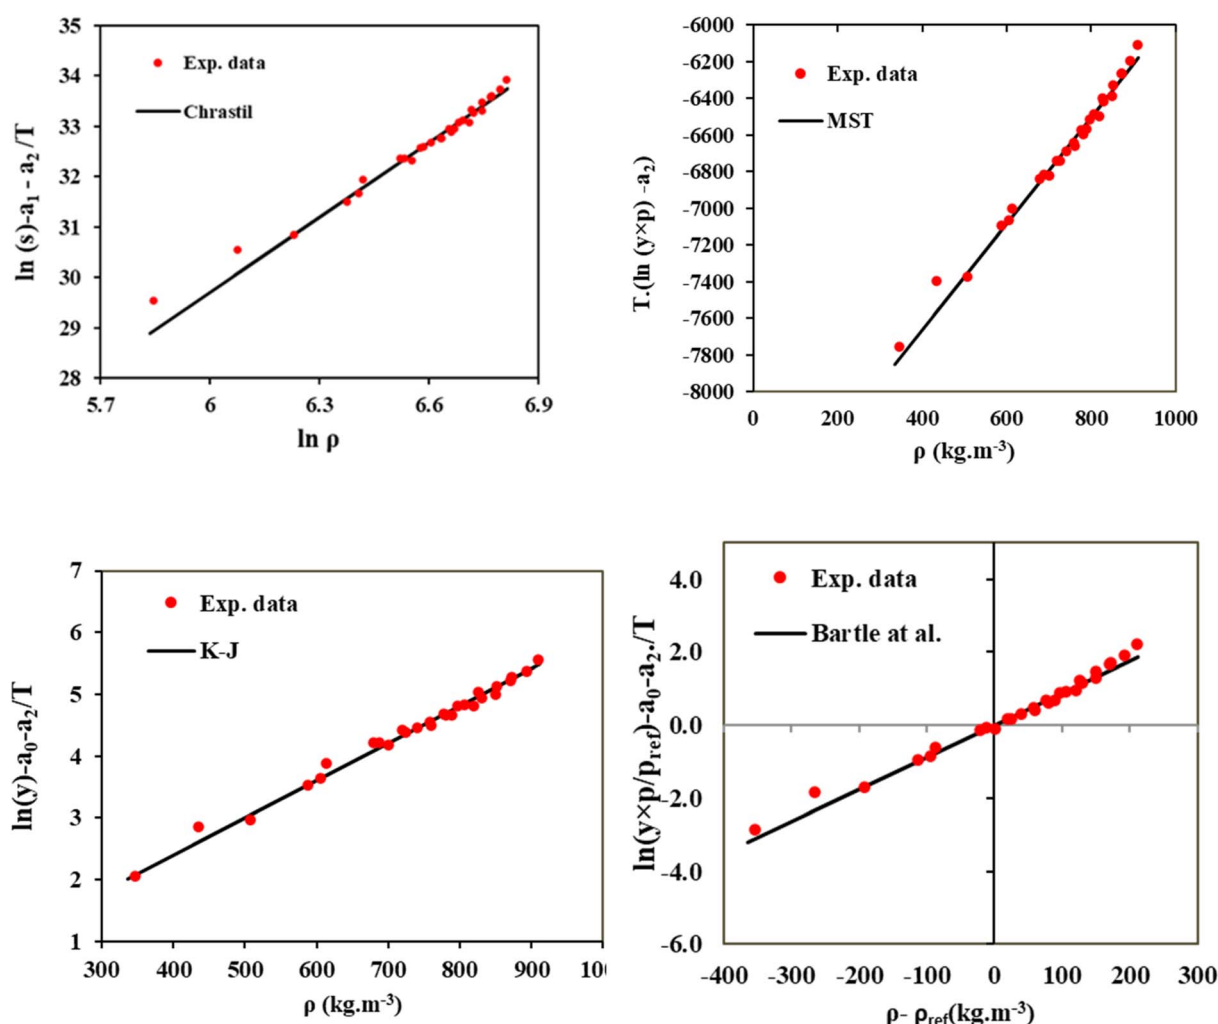 35
34
33
32
31
30
29
28
ln (s)-a1 - a2 /T
Exp. data
Chrastil
5.7 6 6.3 6.6 6.9
ln ρ
-6000
-6200
-6400
-6600
-6800
-7000
-7200
-7400
-7600
-7800
-8000
T.(ln (y×p) -a2)
Exp. data
MST
0 200 400 600 800 1000
ρ (kg.m-3)
7
6
5
4
3
2
1
ln(y)-a0-a2/T
Exp. data
K-J
300 400 500 600 700 800 900 100
ρ (kg.m-3)
4.0
2.0
0.0
-2.0
-4.0
-6.0
ln(y×p/pref)-a0-a2./T
Exp. data
Bartle at al.
-400 -300 -200 -100 0 100 200 300
ρ- ρref(kg.m-3)